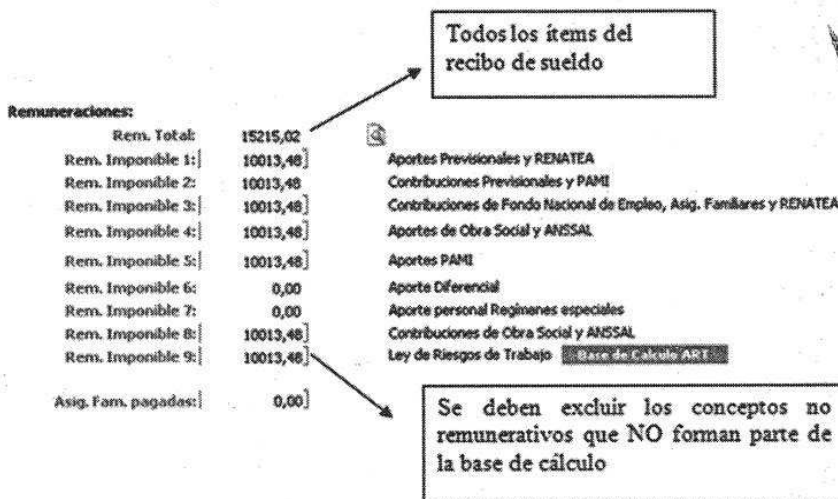 Todos los ítems del
recibo de sueldo
Remuneraciones:
Rem. Total: 15215,02
Rem. Imponible 1: 10013,48 Aportes Previsionales y RENATEA
Rem. Imponible 2: 10013,48 Contribuciones Previsionales y PAMI
Rem. Imponible 3: 10013,48 Contribuciones de Fondo Nacional de Empleo, Asig. Familiares y RENATEA
Rem. Imponible 4: 10013,48 Aportes de Obra Social y ANSSAL
Rem. Imponible 5: 10013,48 Aportes PAMI
Rem. Imponible 6: 0,00 Aporte Diferencial
Rem. Imponible 7: 0,00 Aporte personal Regímenes especiales
Rem. Imponible 8: 10013,48 Contribuciones de Obra Social y ANSSAL
Rem. Imponible 9: 10013,48 Ley de Riesgos de Trabajo Base de Calculo ART
Asig. Fam. pagadas: 0,00
Se deben excluir los conceptos no
remunerativos que NO forman parte de
la base de cálculo